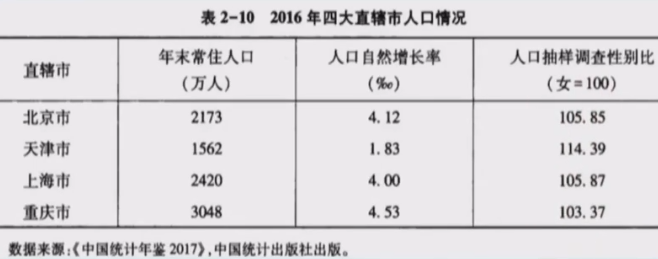 表 2-10 2016 年四大直辖市人口情况
直辖市 年末常住人口(万人) 人口自然增长率(‰) 人口抽样调查性别比(女=100)
北京市 2173 4.12 105.85
天津市 1562 1.83 114.39
上海市 2420 4.00 105.87
重庆市 3048 4.53 103.37
数据来源:《中国统计年鉴 2017》,中国统计出版社出版。